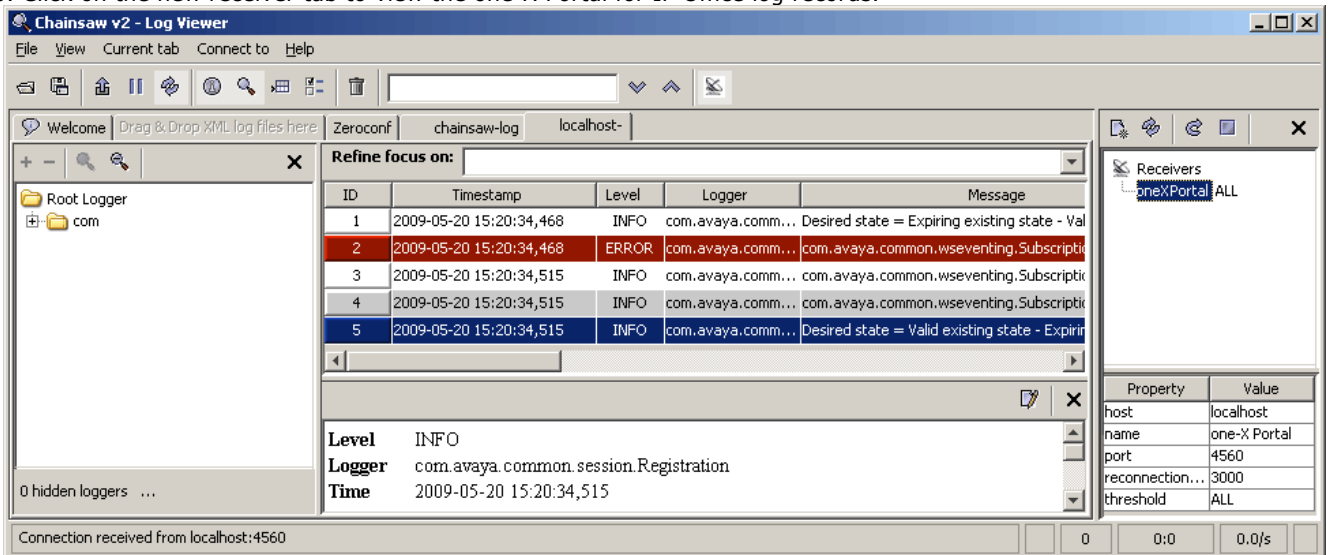 Chainsaw v2 - Log Viewer
File View Current tab Connect to Help
Welcome Drag & Drop XML log files here Zeroconf chainsaw-log localhost-
Refine focus on:
Root Logger
com
0 hidden loggers ...
ID Timestamp Level Logger Message
1 2009-05-20 15:20:34,468 INFO com.avaya.comm... Desired state = Expiring existing state - Val
2 2009-05-20 15:20:34,468 ERROR com.avaya.comm... com.avaya.common.wseventing.Subscriptio
3 2009-05-20 15:20:34,515 INFO com.avaya.comm... com.avaya.common.wseventing.Subscriptio
4 2009-05-20 15:20:34,515 INFO com.avaya.comm... com.avaya.common.wseventing.Subscriptio
5 2009-05-20 15:20:34,515 INFO com.avaya.comm... Desired state = Valid existing state - Expirin
Level INFO
Logger com.avaya.common.session.Registration
Time 2009-05-20 15:20:34,515
Receivers
oneXPortal ALL
Property Value
host localhost
name one-X Portal
port 4560
reconnection... 3000
threshold ALL
Connection received from localhost:4560 0 0:0 0.0/s